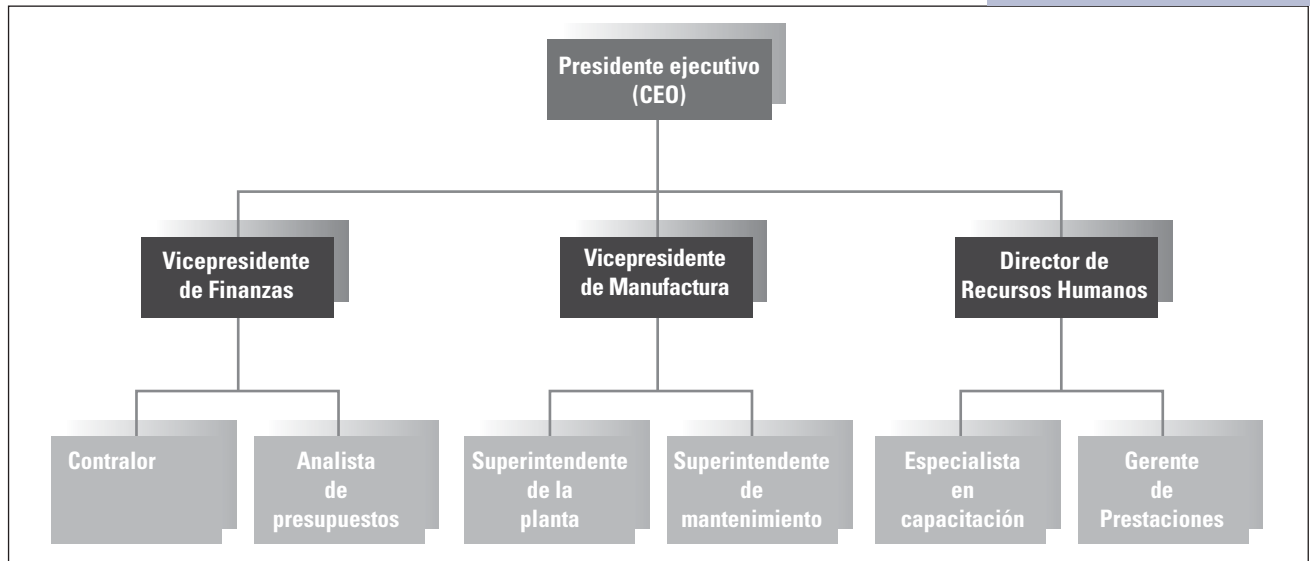 Presidente ejecutivo
(CEO)
Vicepresidente
de Finanzas
Vicepresidente
de Manufactura
Director de
Recursos Humanos
Contralor
Analista
de
presupuestos
Superintendente
de la
planta
Superintendente
de
mantenimiento
Especialista
en
capacitación
Gerente
de
Prestaciones